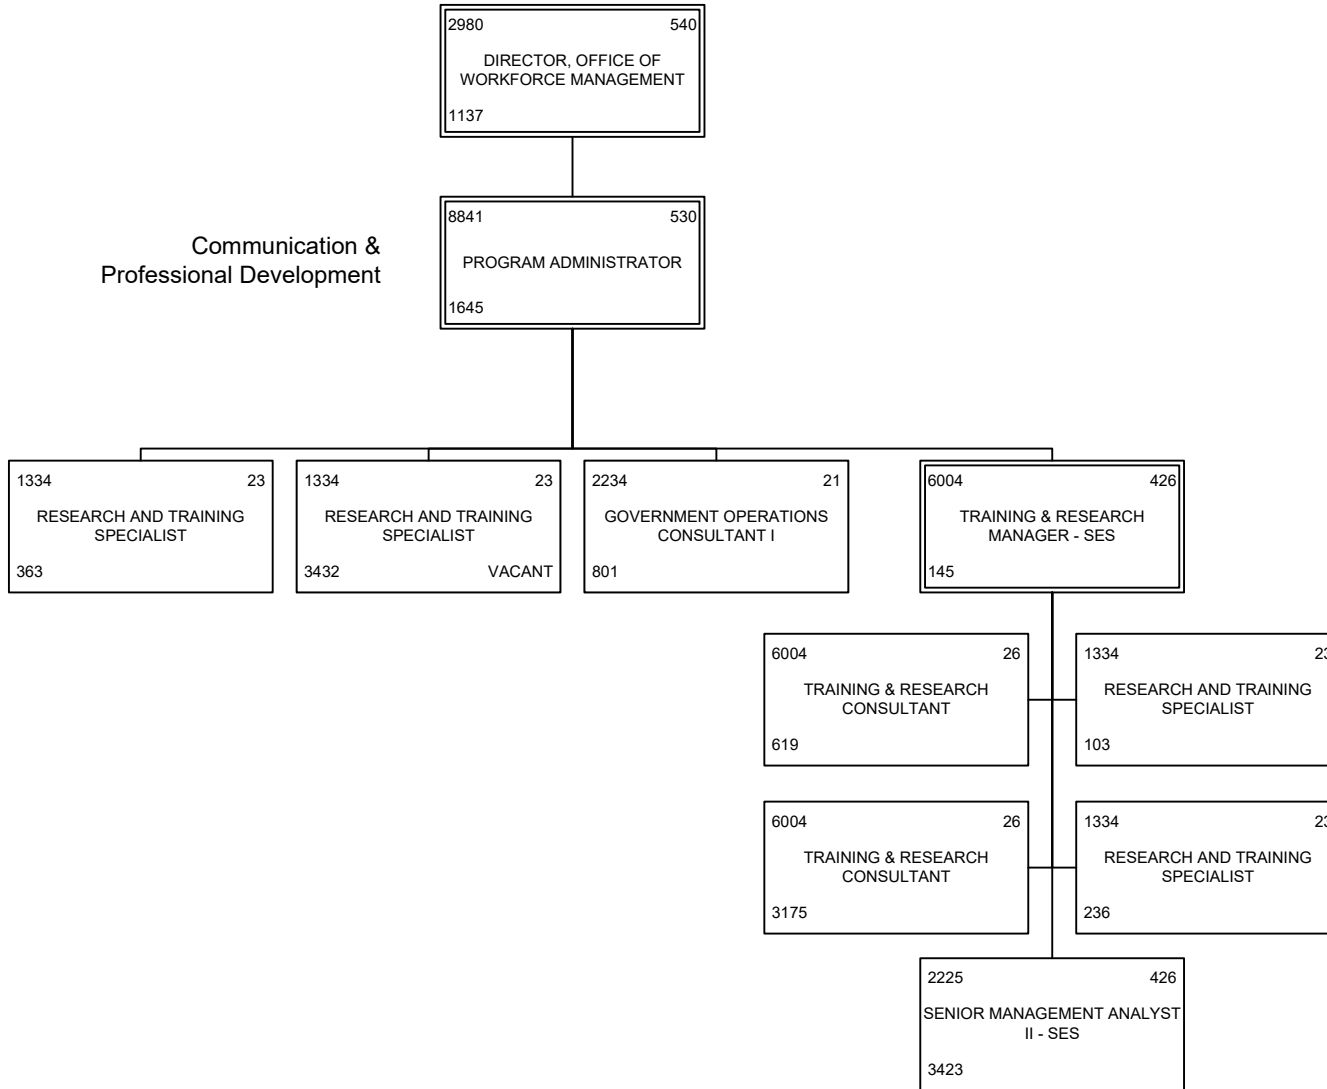 2980 540
DIRECTOR, OFFICE OF
WORKFORCE MANAGEMENT
1137
Communication &
Professional Development
8841 530
PROGRAM ADMINISTRATOR
1645
1334 23
RESEARCH AND TRAINING
SPECIALIST
363
1334 23
RESEARCH AND TRAINING
SPECIALIST
3432 VACANT
2234 21
GOVERNMENT OPERATIONS
CONSULTANT I
801
6004 426
TRAINING & RESEARCH
MANAGER - SES
145
6004 26
TRAINING & RESEARCH
CONSULTANT
619
1334 23
RESEARCH AND TRAINING
SPECIALIST
103
6004 26
TRAINING & RESEARCH
CONSULTANT
3175
1334 23
RESEARCH AND TRAINING
SPECIALIST
236
2225 426
SENIOR MANAGEMENT ANALYST
II - SES
3423